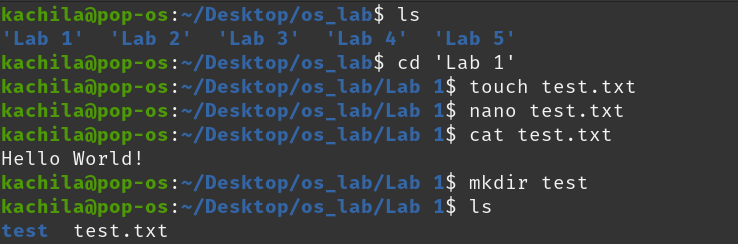 kachila@pop-os:~/Desktop/os_lab$ ls
'Lab 1'  'Lab 2'  'Lab 3'  'Lab 4'  'Lab 5'
kachila@pop-os:~/Desktop/os_lab$ cd 'Lab 1'
kachila@pop-os:~/Desktop/os_lab/Lab 1$ touch test.txt
kachila@pop-os:~/Desktop/os_lab/Lab 1$ nano test.txt
kachila@pop-os:~/Desktop/os_lab/Lab 1$ cat test.txt
Hello World!
kachila@pop-os:~/Desktop/os_lab/Lab 1$ mkdir test
kachila@pop-os:~/Desktop/os_lab/Lab 1$ ls
test  test.txt